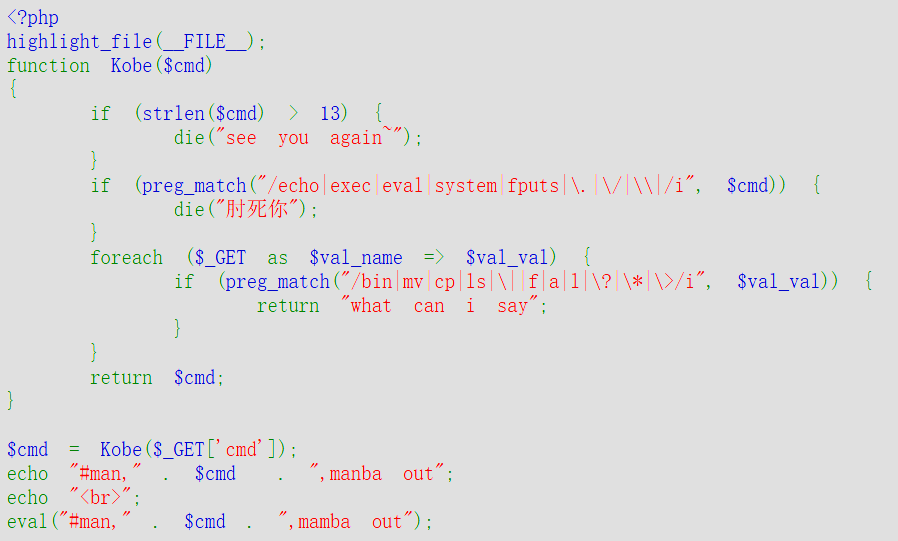 <?php
highlight_file(__FILE__);
function Kobe($cmd)
{
if (strlen($cmd) > 13) {
die("see you again~");
}
if (preg_match("/echo|exec|eval|system|fputs|\.|\/|\\|/i", $cmd)) {
die("肘死你");
}
foreach ($_GET as $val_name => $val_val) {
if (preg_match("/bin|mv|cp|ls|\||f|a|l|\?|\*|\>/i", $val_val)) {
return "what can i say";
}
}
return $cmd;
}
$cmd = Kobe($_GET['cmd']);
echo "#man," . $cmd . ",manba out";
echo "<br>";
eval("#man," . $cmd . ",mamba out");